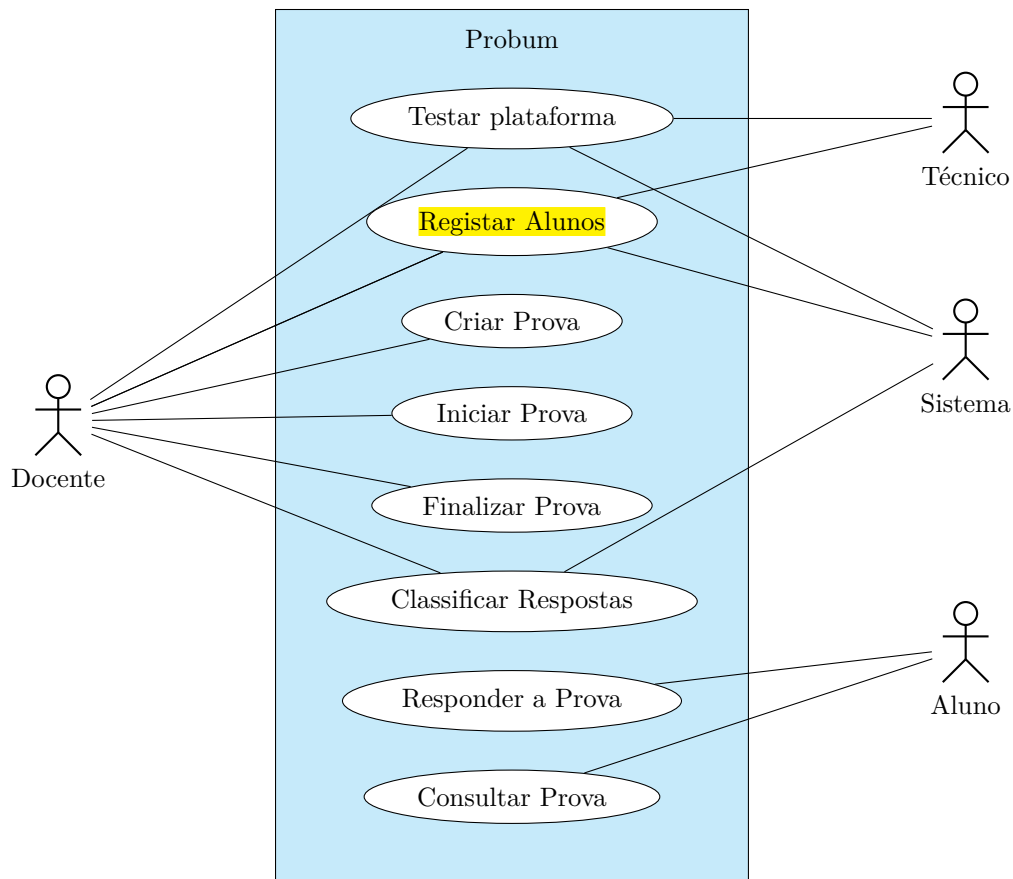 Probum
Testar plataforma
Técnico
Registar Alunos
Criar Prova
Sistema
Iniciar Prova
Docente
Finalizar Prova
Classificar Respostas
Responder a Prova
Aluno
Consultar Prova